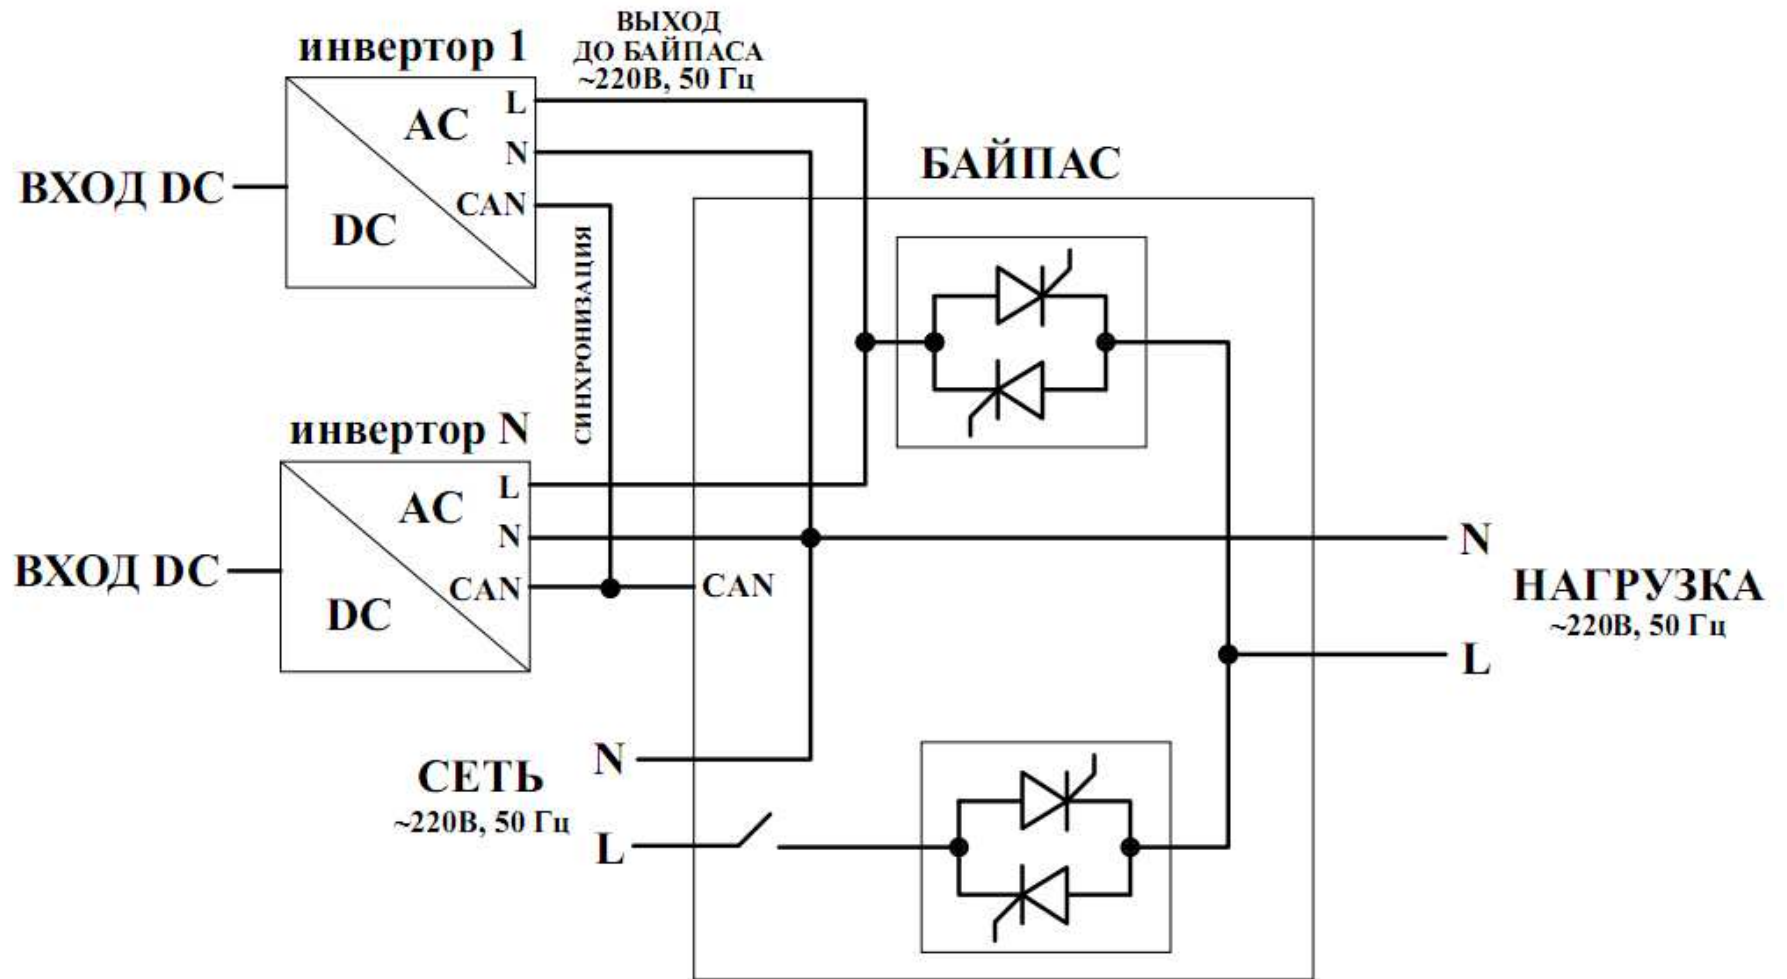 инвертор 1
ВЫХОД
ДО БАЙПАСА
~220В, 50 Гц
L
AC
N
БАЙПАС
ВХОД DC
CAN
DC
СИНХРОНИЗАЦИЯ
инвертор N
L
AC
N
N
ВХОД DC
CAN
CAN
НАГРУЗКА
~220В, 50 Гц
DC
L
N
СЕТЬ
~220В, 50 Гц
L